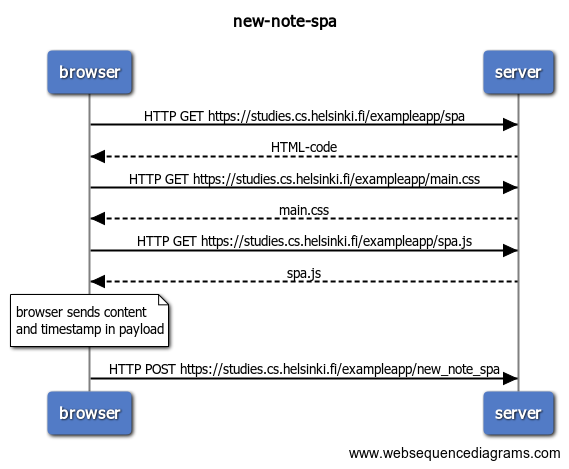 new-note-spa
browser
server
HTTP GET https://studies.cs.helsinki.fi/exampleapp/spa
HTML-code
HTTP GET https://studies.cs.helsinki.fi/exampleapp/main.css
main.css
HTTP GET https://studies.cs.helsinki.fi/exampleapp/spa.js
spa.js
browser sends content
and timestamp in payload
HTTP POST https://studies.cs.helsinki.fi/exampleapp/new_note_spa
browser
server
www.websequencediagrams.com